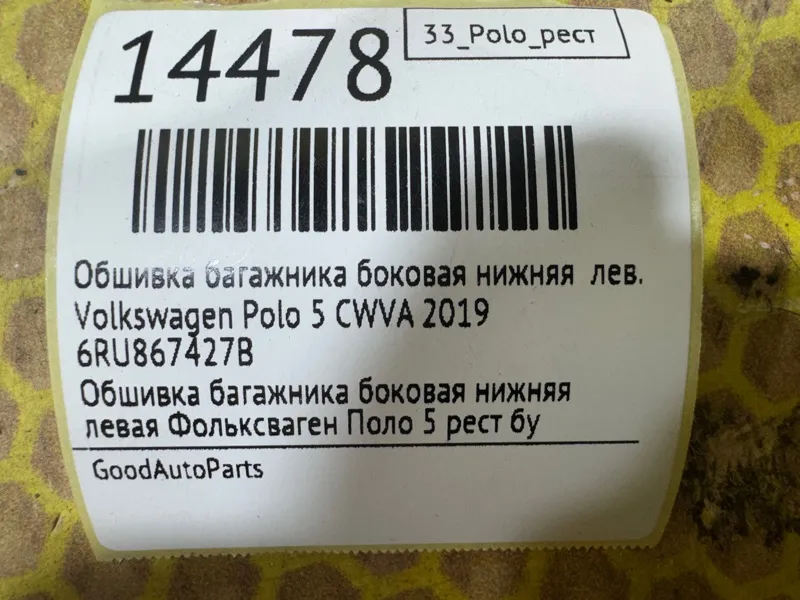 14478
33_Polo_рест
Обшивка багажника боковая нижняя лев.
Volkswagen Polo 5 CWVA 2019
6RU867427B
Обшивка багажника боковая нижняя
левая Фольксваген Поло 5 рест бу
GoodAutoParts